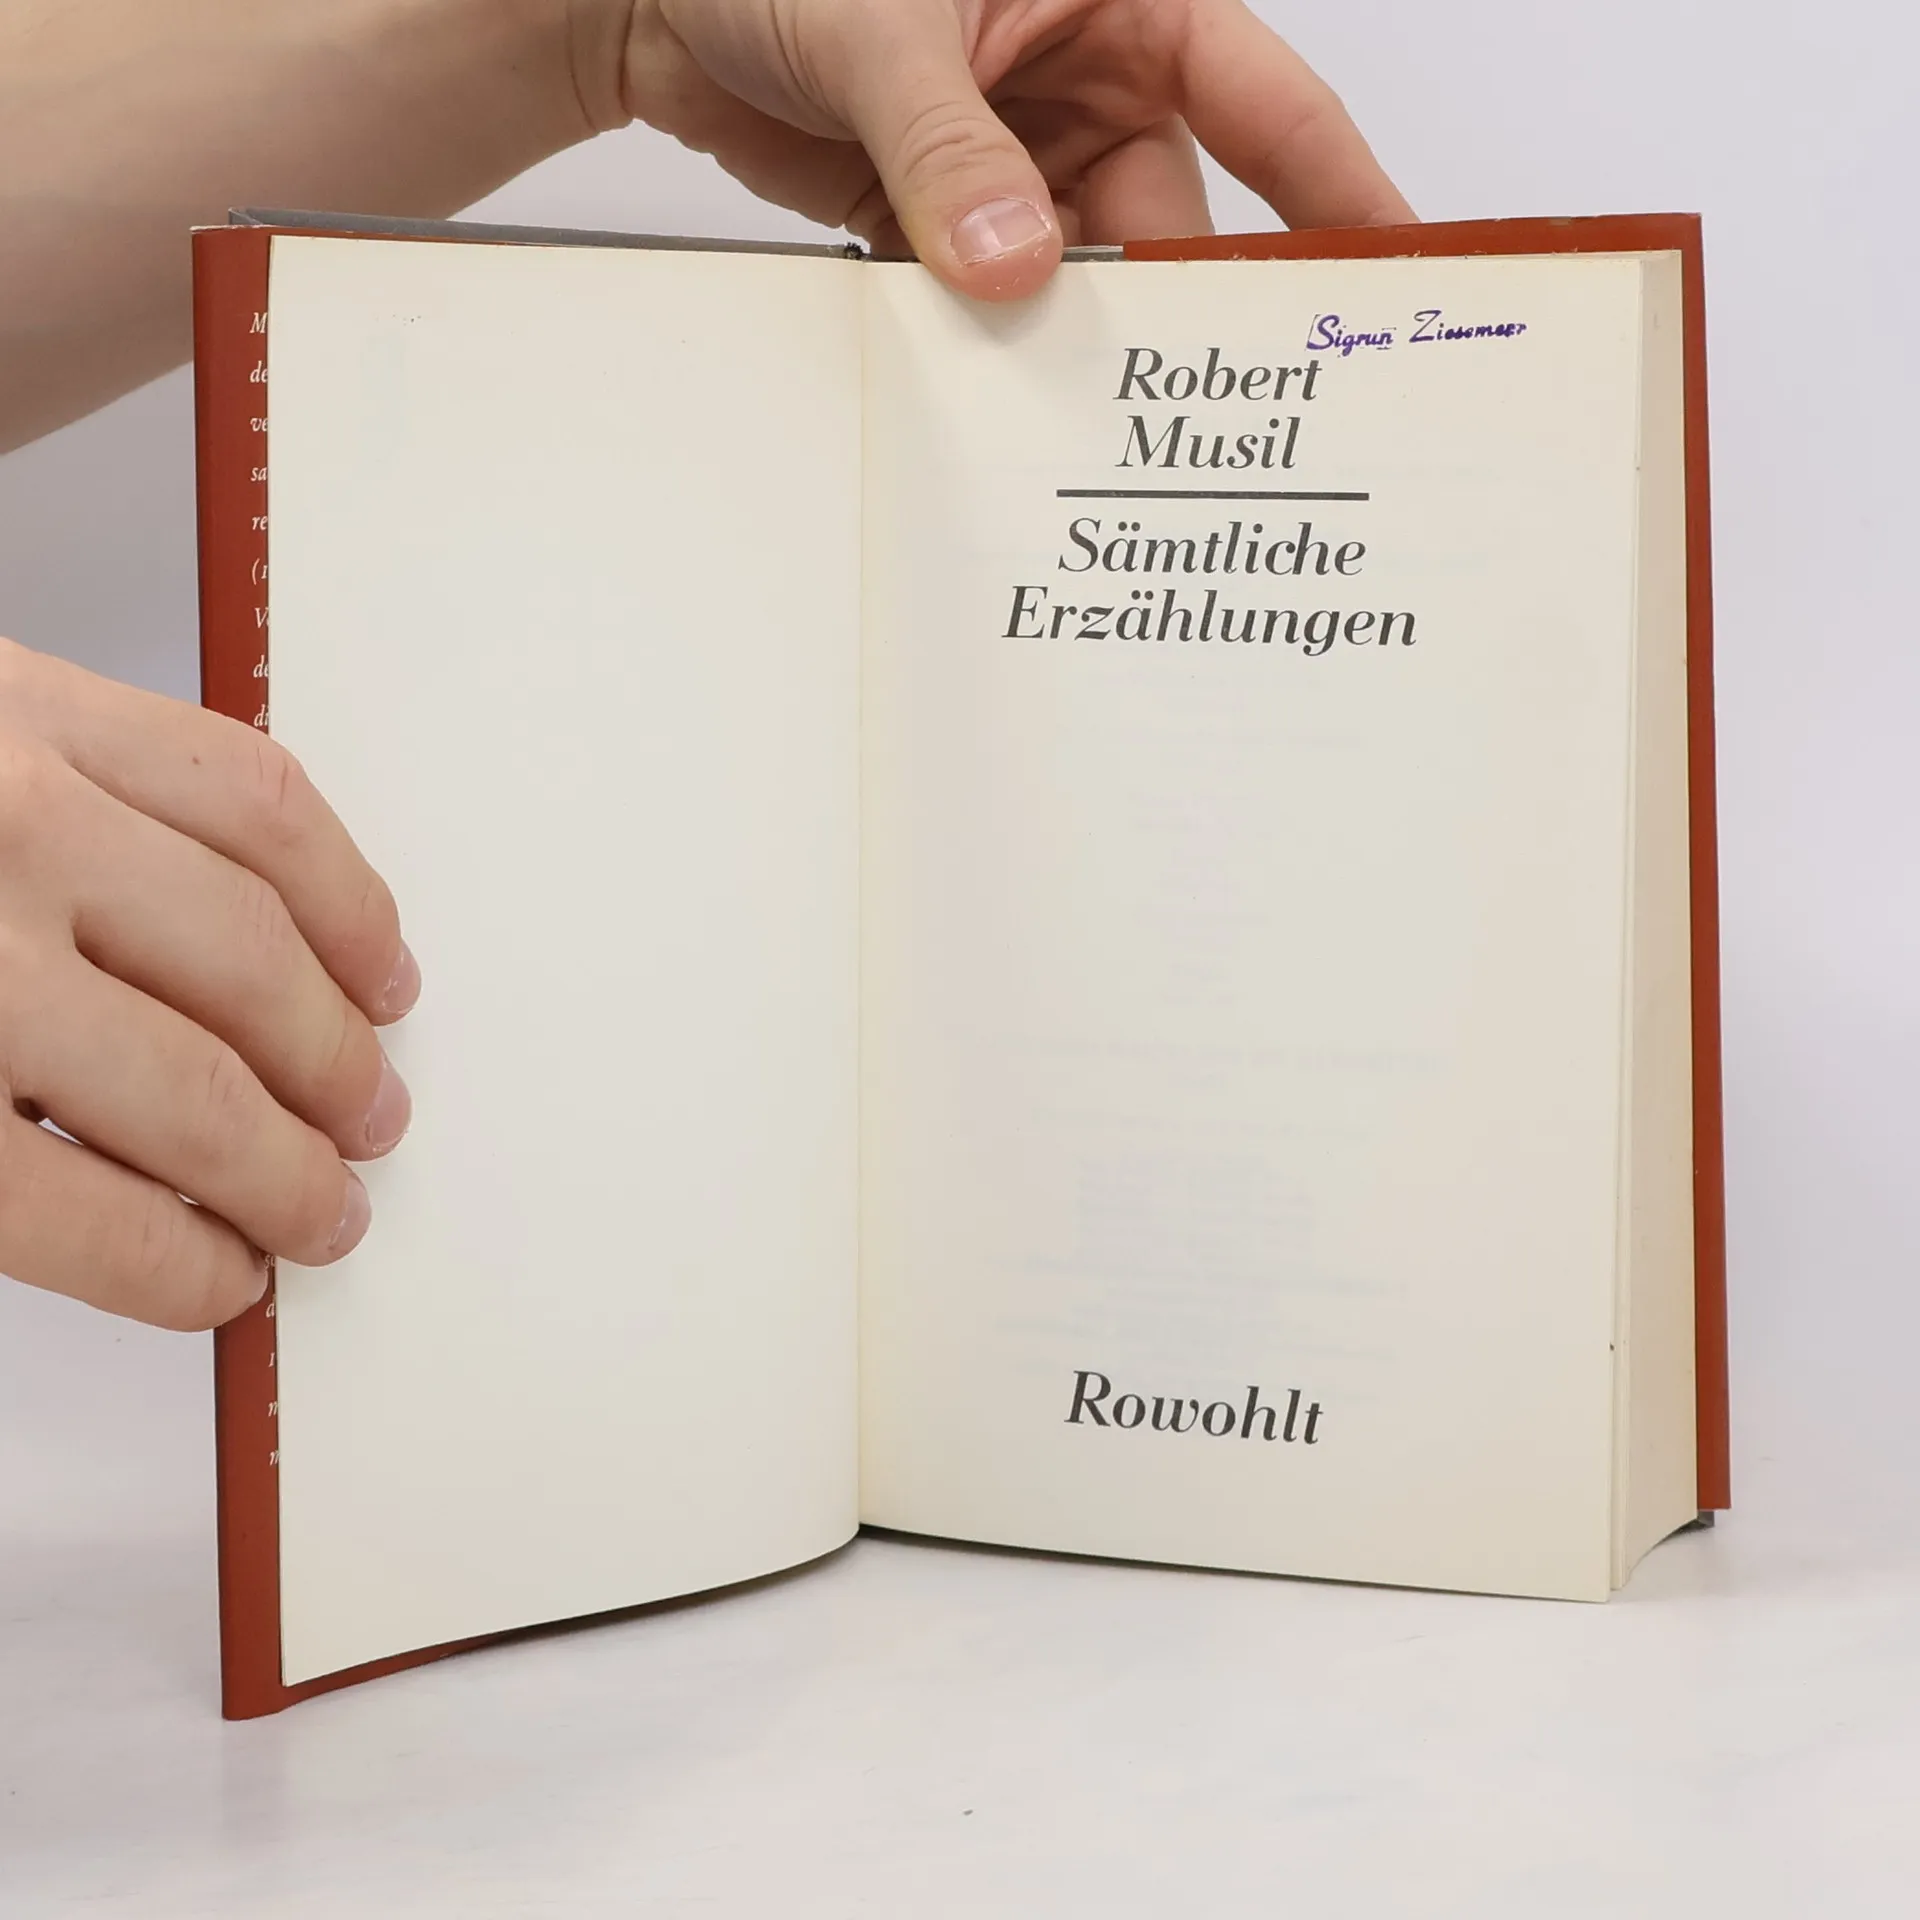 Sigrun Ziesemer
Robert
Musil
Sämtliche
Erzählungen
Rowohlt